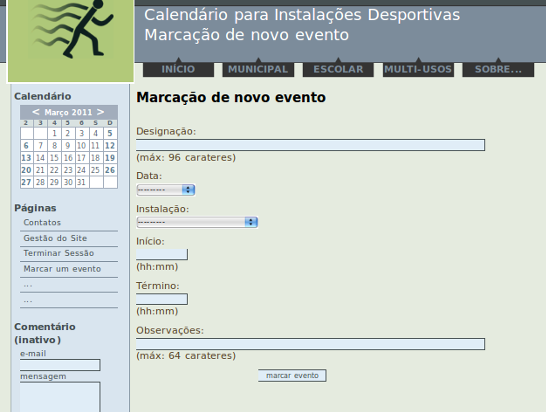 Calendário para Instalações Desportivas
Marcação de novo evento
INÍCIO MUNICIPAL ESCOLAR MULTI-USOS SOBRE...
Calendário
< Março 2011 >
2 3 4 5 6 S D
1 2 3 4 5
6 7 8 9 10 11 12
13 14 15 16 17 18 19
20 21 22 23 24 25 26
27 28 29 30 31
Páginas
Contatos
Gestão do Site
Terminar Sessão
Marcar um evento
...
...
Comentário
(inativo)
e-mail
mensagem
Marcação de novo evento
Designação:
(máx: 96 carateres)
Data:
---------
Instalação:
---------
Início:
(hh:mm)
Término:
(hh:mm)
Observações:
(máx: 64 carateres)
marcar evento